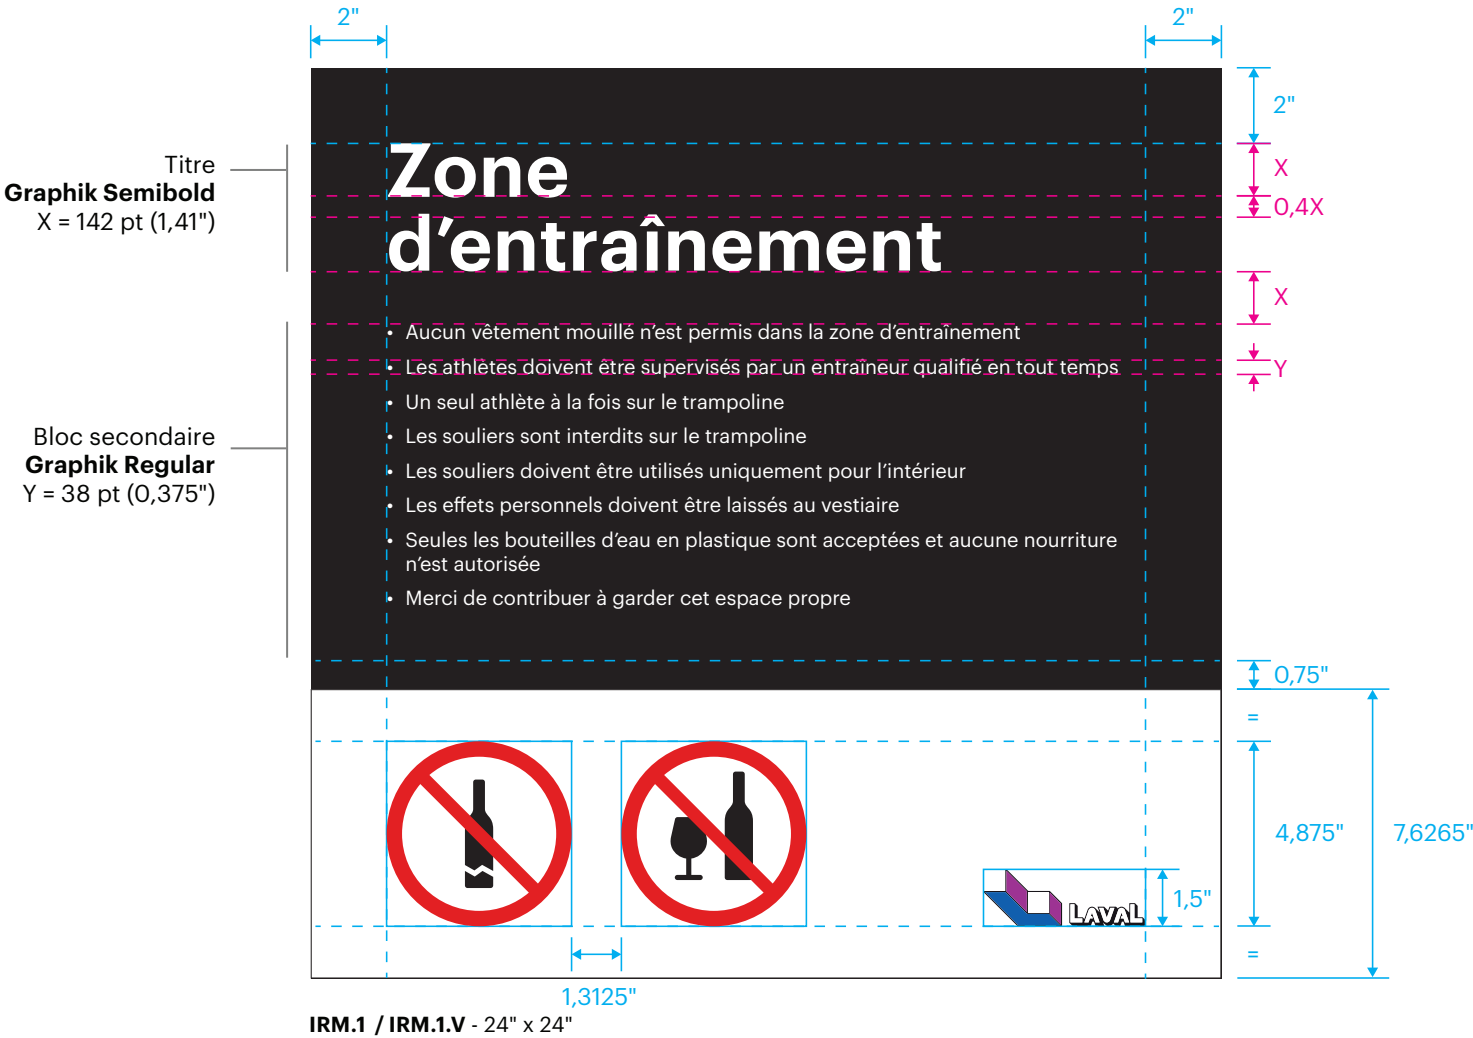 2"
2"
2"
Titre
Graphik Semibold
X = 142 pt (1,41")
Zone
d’entraînement
X
0,4X
X
Bloc secondaire
Graphik Regular
Y = 38 pt (0,375")
• Aucun vêtement mouillé n’est permis dans la zone d’entraînement
• Les athlètes doivent être supervisés par un entraîneur qualifié en tout temps
• Un seul athlète à la fois sur le trampoline
• Les souliers sont interdits sur le trampoline
• Les souliers doivent être utilisés uniquement pour l’intérieur
• Les effets personnels doivent être laissés au vestiaire
• Seules les bouteilles d’eau en plastique sont acceptées et aucune nourriture
n’est autorisée
• Merci de contribuer à garder cet espace propre
Y
0,75"
=
4,875"
7,6265"
1,5"
LAVAL
=
1,3125"
IRM.1 / IRM.1.V - 24" x 24"